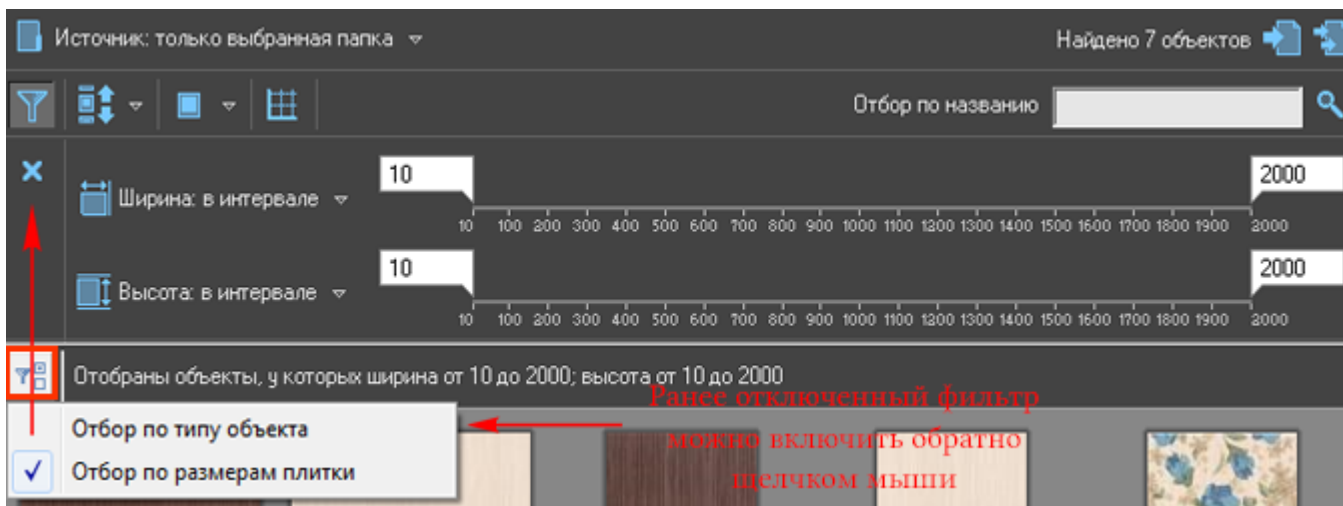 Источник: только выбранная папка
Найдено 7 объектов
Отбор по названию
Ширина: в интервале
10
2000
10 100 200 300 400 500 600 700 800 900 1000 1100 1200 1300 1400 1500 1600 1700 1800 1900 2000
Высота: в интервале
10
2000
10 100 200 300 400 500 600 700 800 900 1000 1100 1200 1300 1400 1500 1600 1700 1800 1900 2000
Отобраны объекты, у которых ширина от 10 до 2000; высота от 10 до 2000
Отбор по типу объекта
Отбор по размерам плитки
Ранее отключенный фильтр
можно включить обратно
щелчком мыши